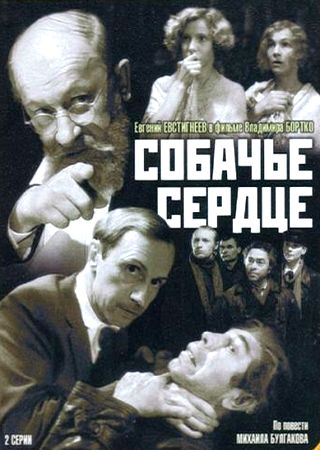 Евгений ЕВСТИГНЕЕВ в фильме Владимира БОРТКО
СОБАЧЬЕ
СЕРДЦЕ
2 СЕРИИ
По повести
МИХАИЛА БУЛГАКОВА